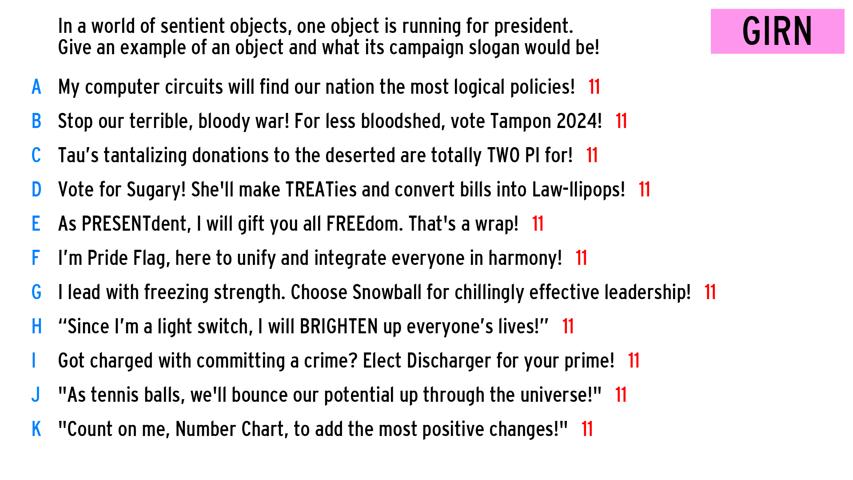 In a world of sentient objects, one object is running for president.
Give an example of an object and what its campaign slogan would be!
GIRN
A My computer circuits will find our nation the most logical policies! 11
B Stop our terrible, bloody war! For less bloodshed, vote Tampon 2024! 11
C Tau's tantalizing donations to the deserted are totally TWO PI for! 11
D Vote for Sugary! She'll make TREATies and convert bills into Law-llipops! 11
E As PRESENTdent, I will gift you all FREEdom. That's a wrap! 11
F I'm Pride Flag, here to unify and integrate everyone in harmony! 11
G I lead with freezing strength. Choose Snowball for chillingly effective leadership! 11
H “Since I’m a light switch, I will BRIGHTEN up everyone’s lives!” 11
I Got charged with committing a crime? Elect Discharger for your prime! 11
J "As tennis balls, we'll bounce our potential up through the universe!" 11
K "Count on me, Number Chart, to add the most positive changes!" 11